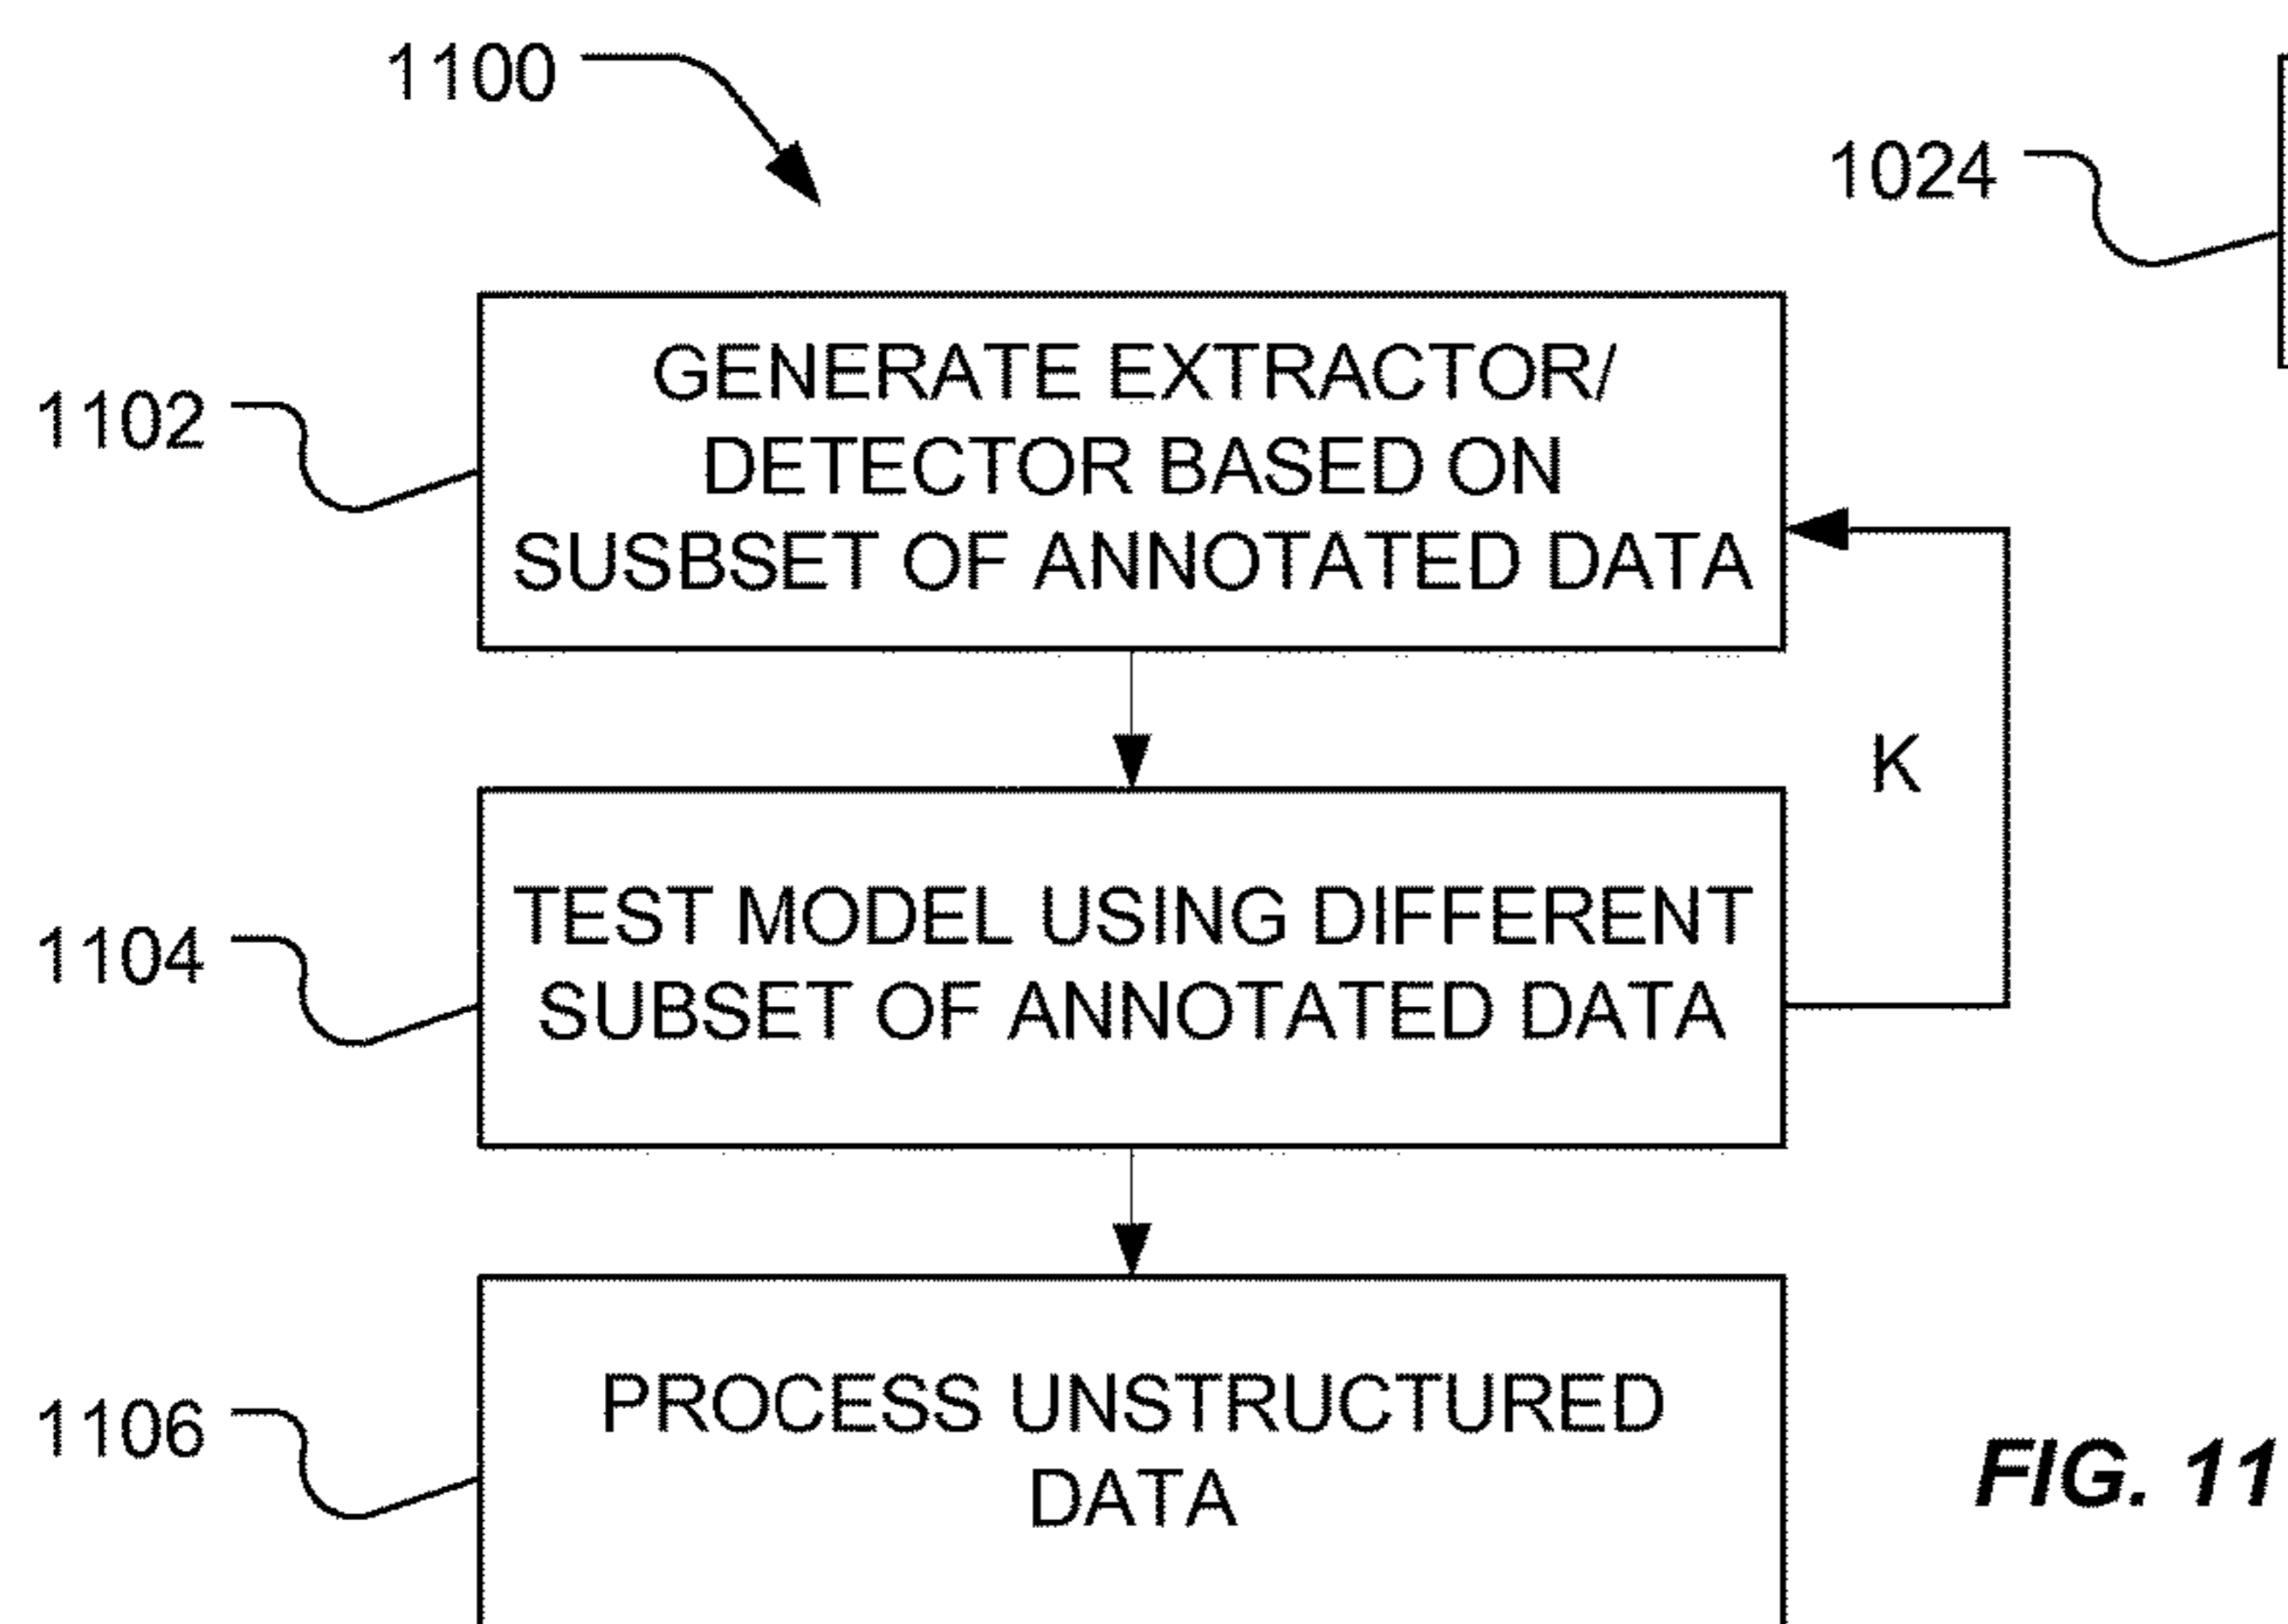 1100
1024
1102
GENERATE EXTRACTOR/
DETECTOR BASED ON
SUSBSET OF ANNOTATED DATA
K
1104
TEST MODEL USING DIFFERENT
SUBSET OF ANNOTATED DATA
1106
PROCESS UNSTRUCTURED
DATA
FIG. 11